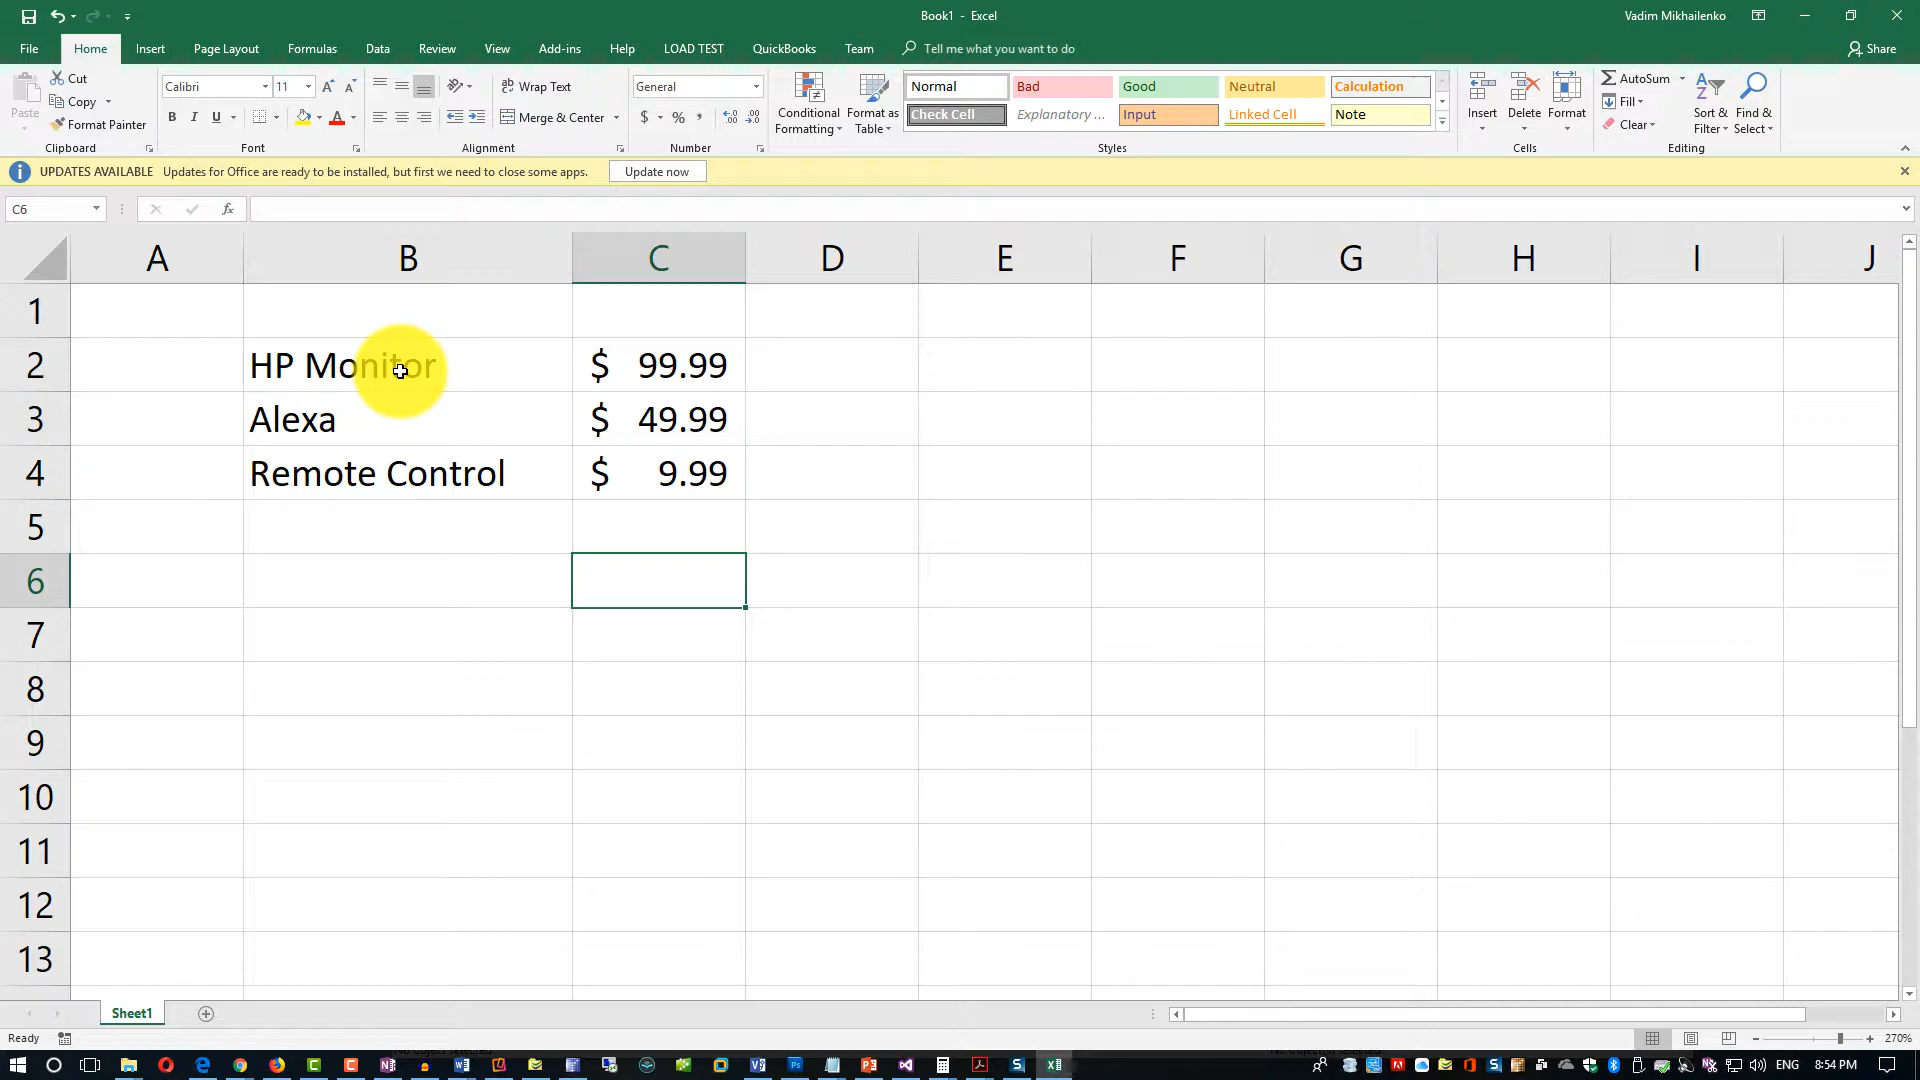 Book1 - Excel
Vadim Mikhailenko
File Home Insert Page Layout Formulas Data Review View Add-ins Help LOAD TEST QuickBooks Team Tell me what you want to do Share
Paste
Cut
Copy
Format Painter
Clipboard
Calibri 11
B I U
Font
Wrap Text
Merge & Center
Alignment
General
$ %
Number
Conditional Formatting
Format as Table
Normal Bad Good Neutral Calculation
Check Cell Explanatory ... Input Linked Cell Note
Styles
Insert Delete Format
Cells
AutoSum
Fill
Clear
Sort & Filter
Find & Select
Editing
UPDATES AVAILABLE Updates for Office are ready to be installed, but first we need to close some apps. Update now
C6 fx
A B C D E F G H I J
1
2 HP Monitor $ 99.99
3 Alexa $ 49.99
4 Remote Control $ 9.99
5
6
7
8
9
10
11
12
13
Sheet1
Ready 270%
ENG 8:54 PM